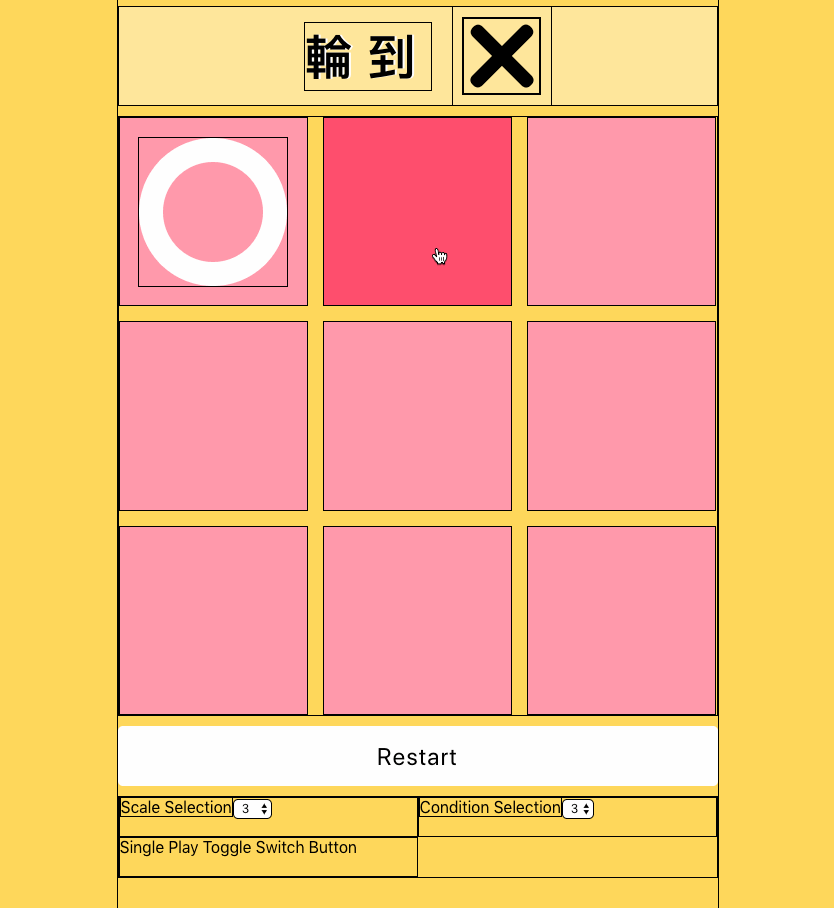 輪到
Restart
Scale Selection 3
Condition Selection 3
Single Play Toggle Switch Button